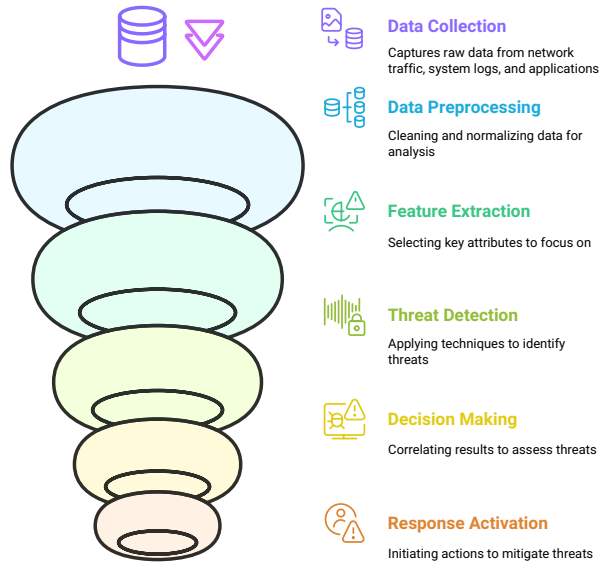 Data Collection
Captures raw data from network
traffic, system logs, and applications
Data Preprocessing
Cleaning and normalizing data for
analysis
Feature Extraction
Selecting key attributes to focus on
Threat Detection
Applying techniques to identify
threats
Decision Making
Correlating results to assess threats
Response Activation
Initiating actions to mitigate threats